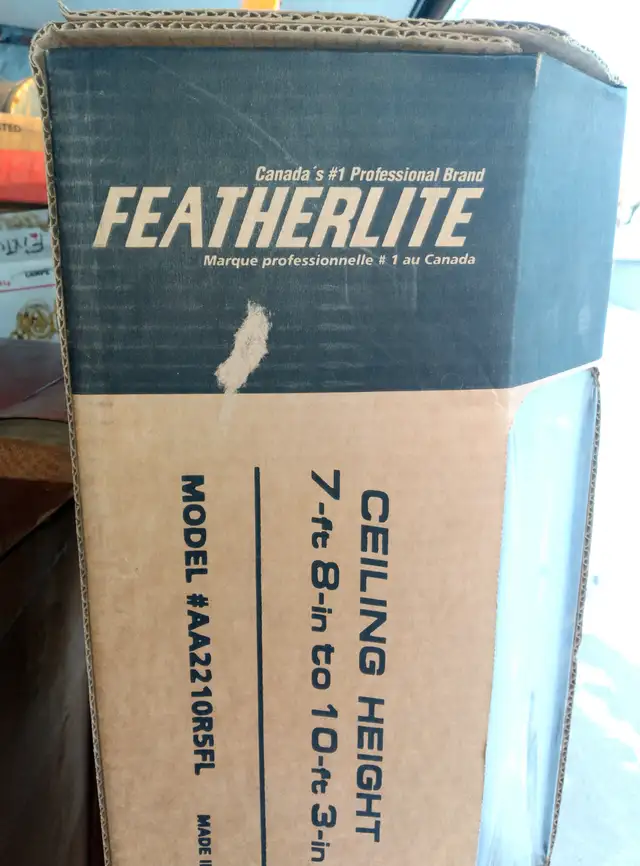 Canada's #1 Professional Brand
FEATHERLITE
Marque professionnelle # 1 au Canada
CEILING HEIGHT
7-ft 8-in to 10-ft 3-in
MODEL #AA2210R5FL
MADE